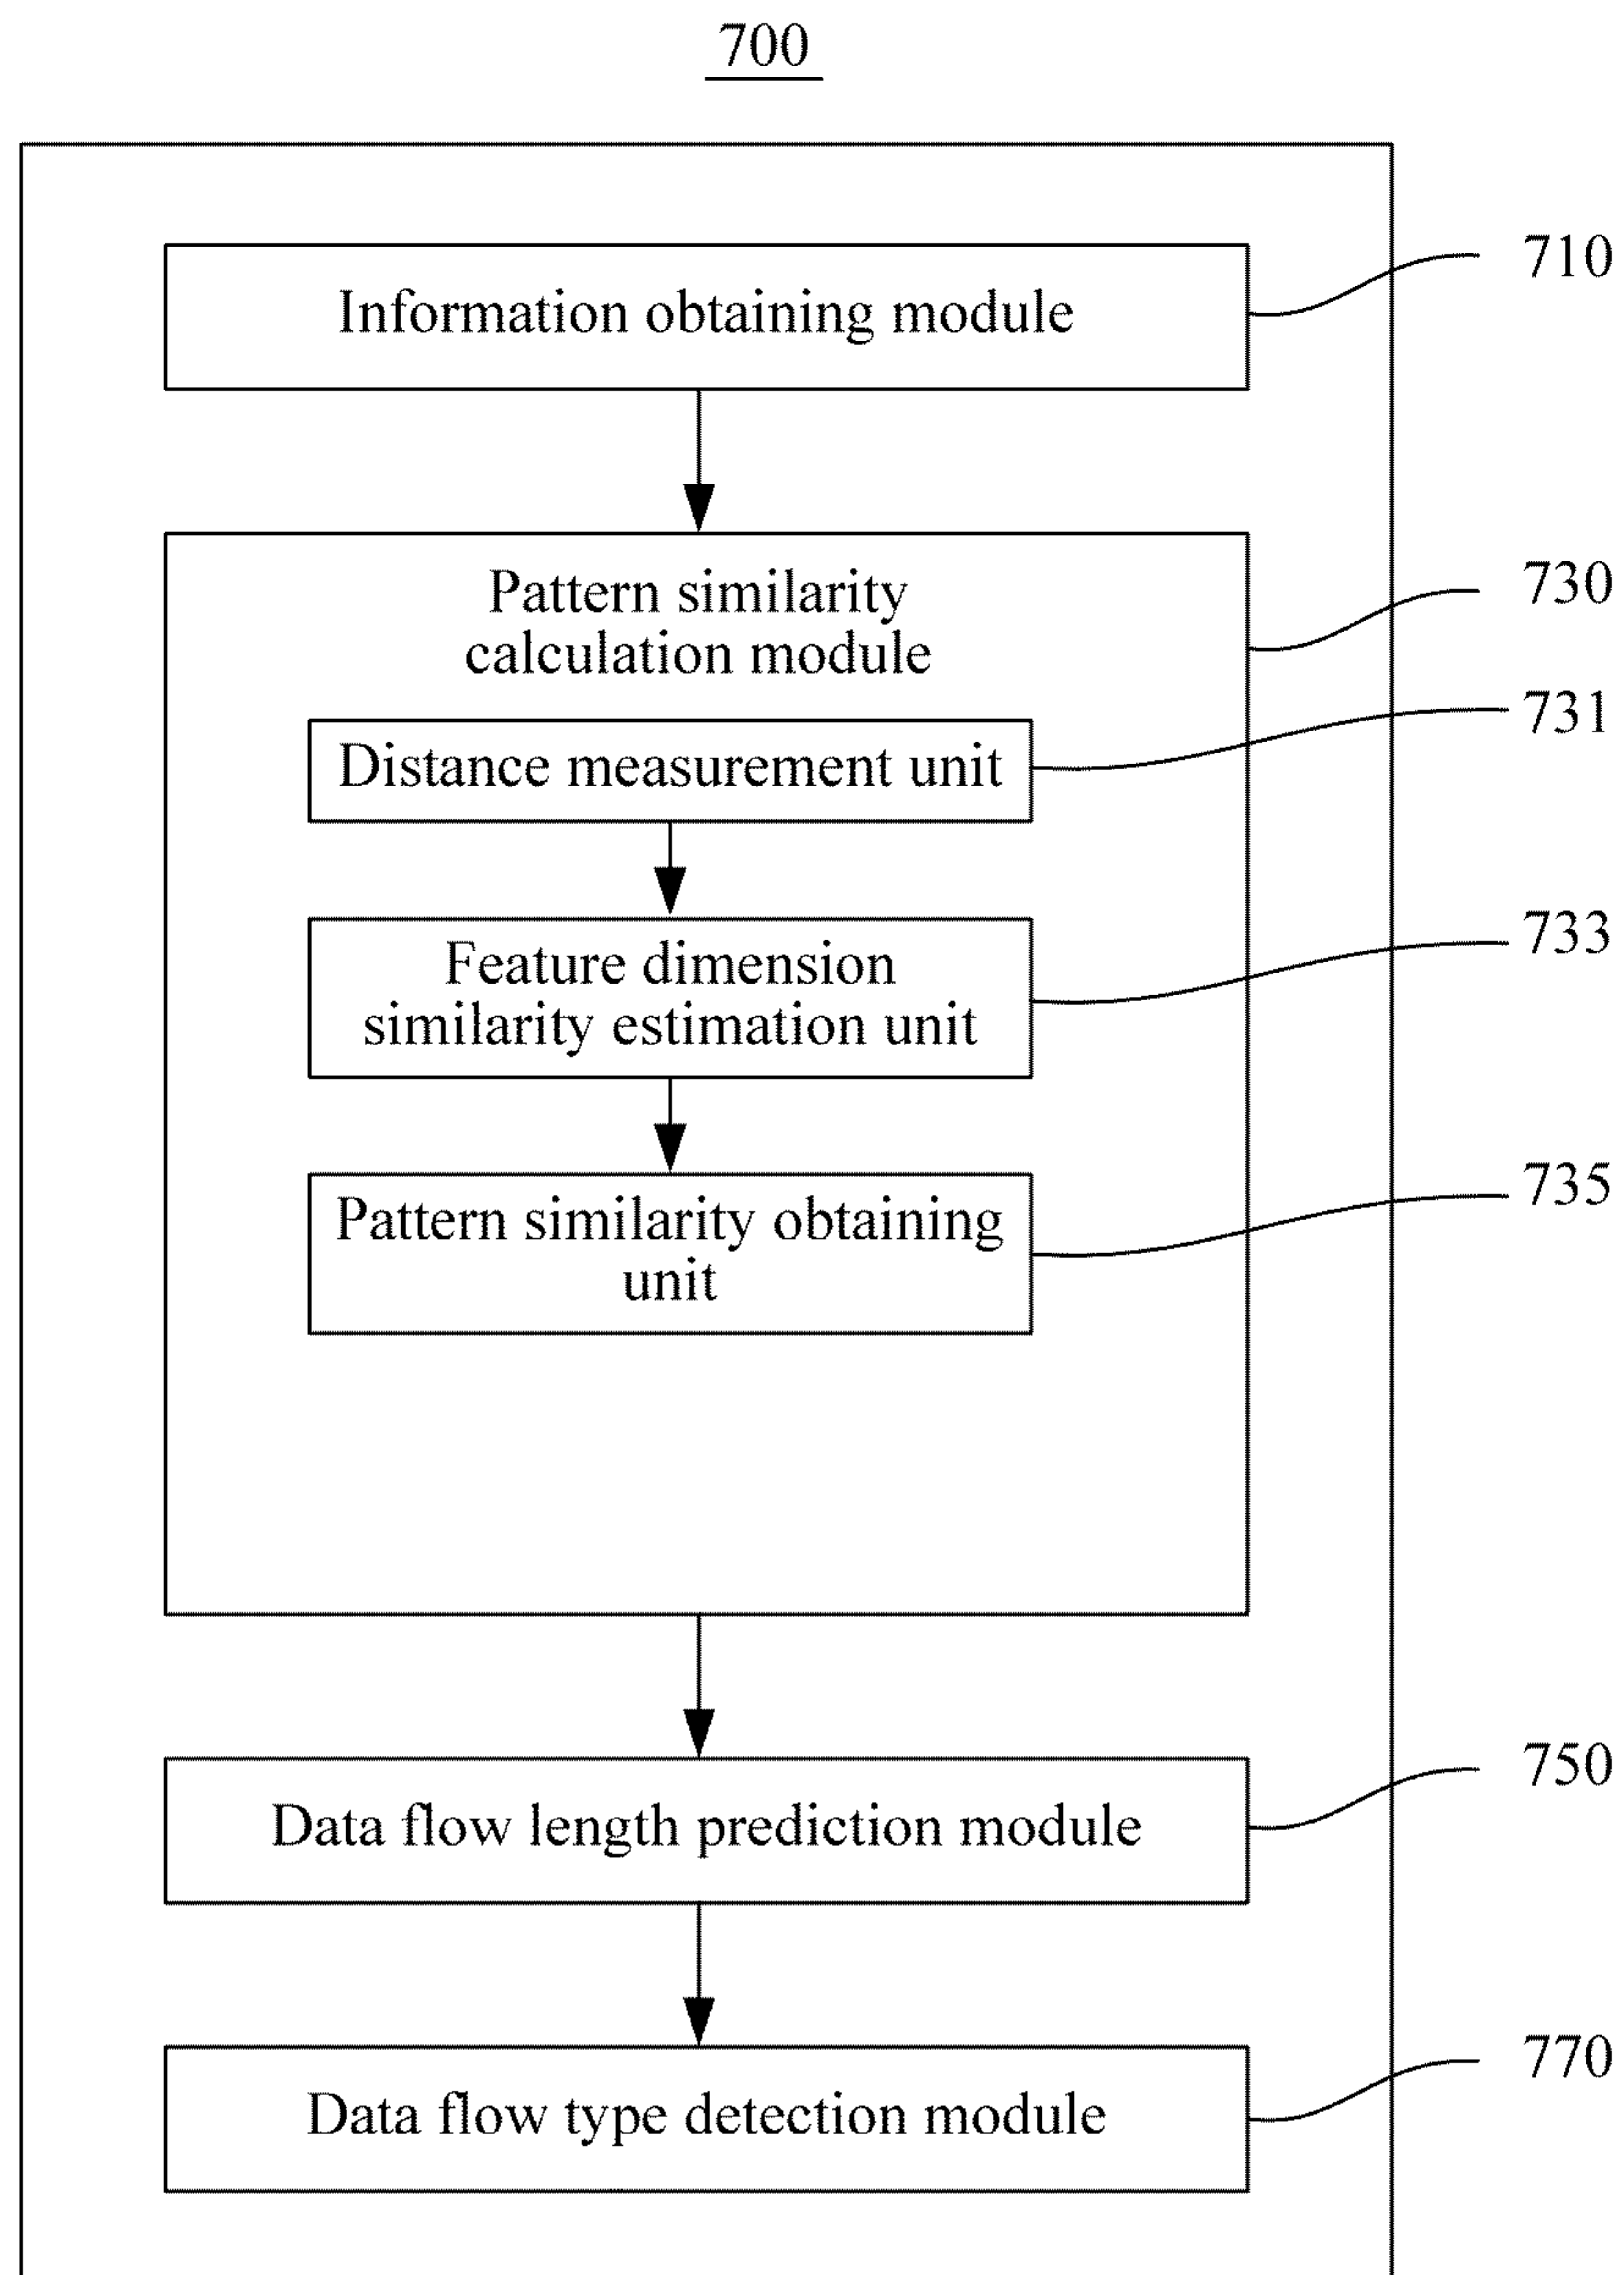 700
Information obtaining module
710
Pattern similarity
calculation module
730
Distance measurement unit
731
Feature dimension
similarity estimation unit
733
Pattern similarity obtaining
unit
735
Data flow length prediction module
750
Data flow type detection module
770